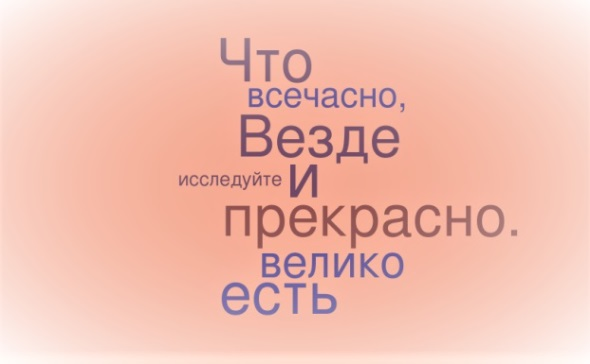 Что
всечасно,
Везде
исследуйте и
прекрасно.
велико
есть